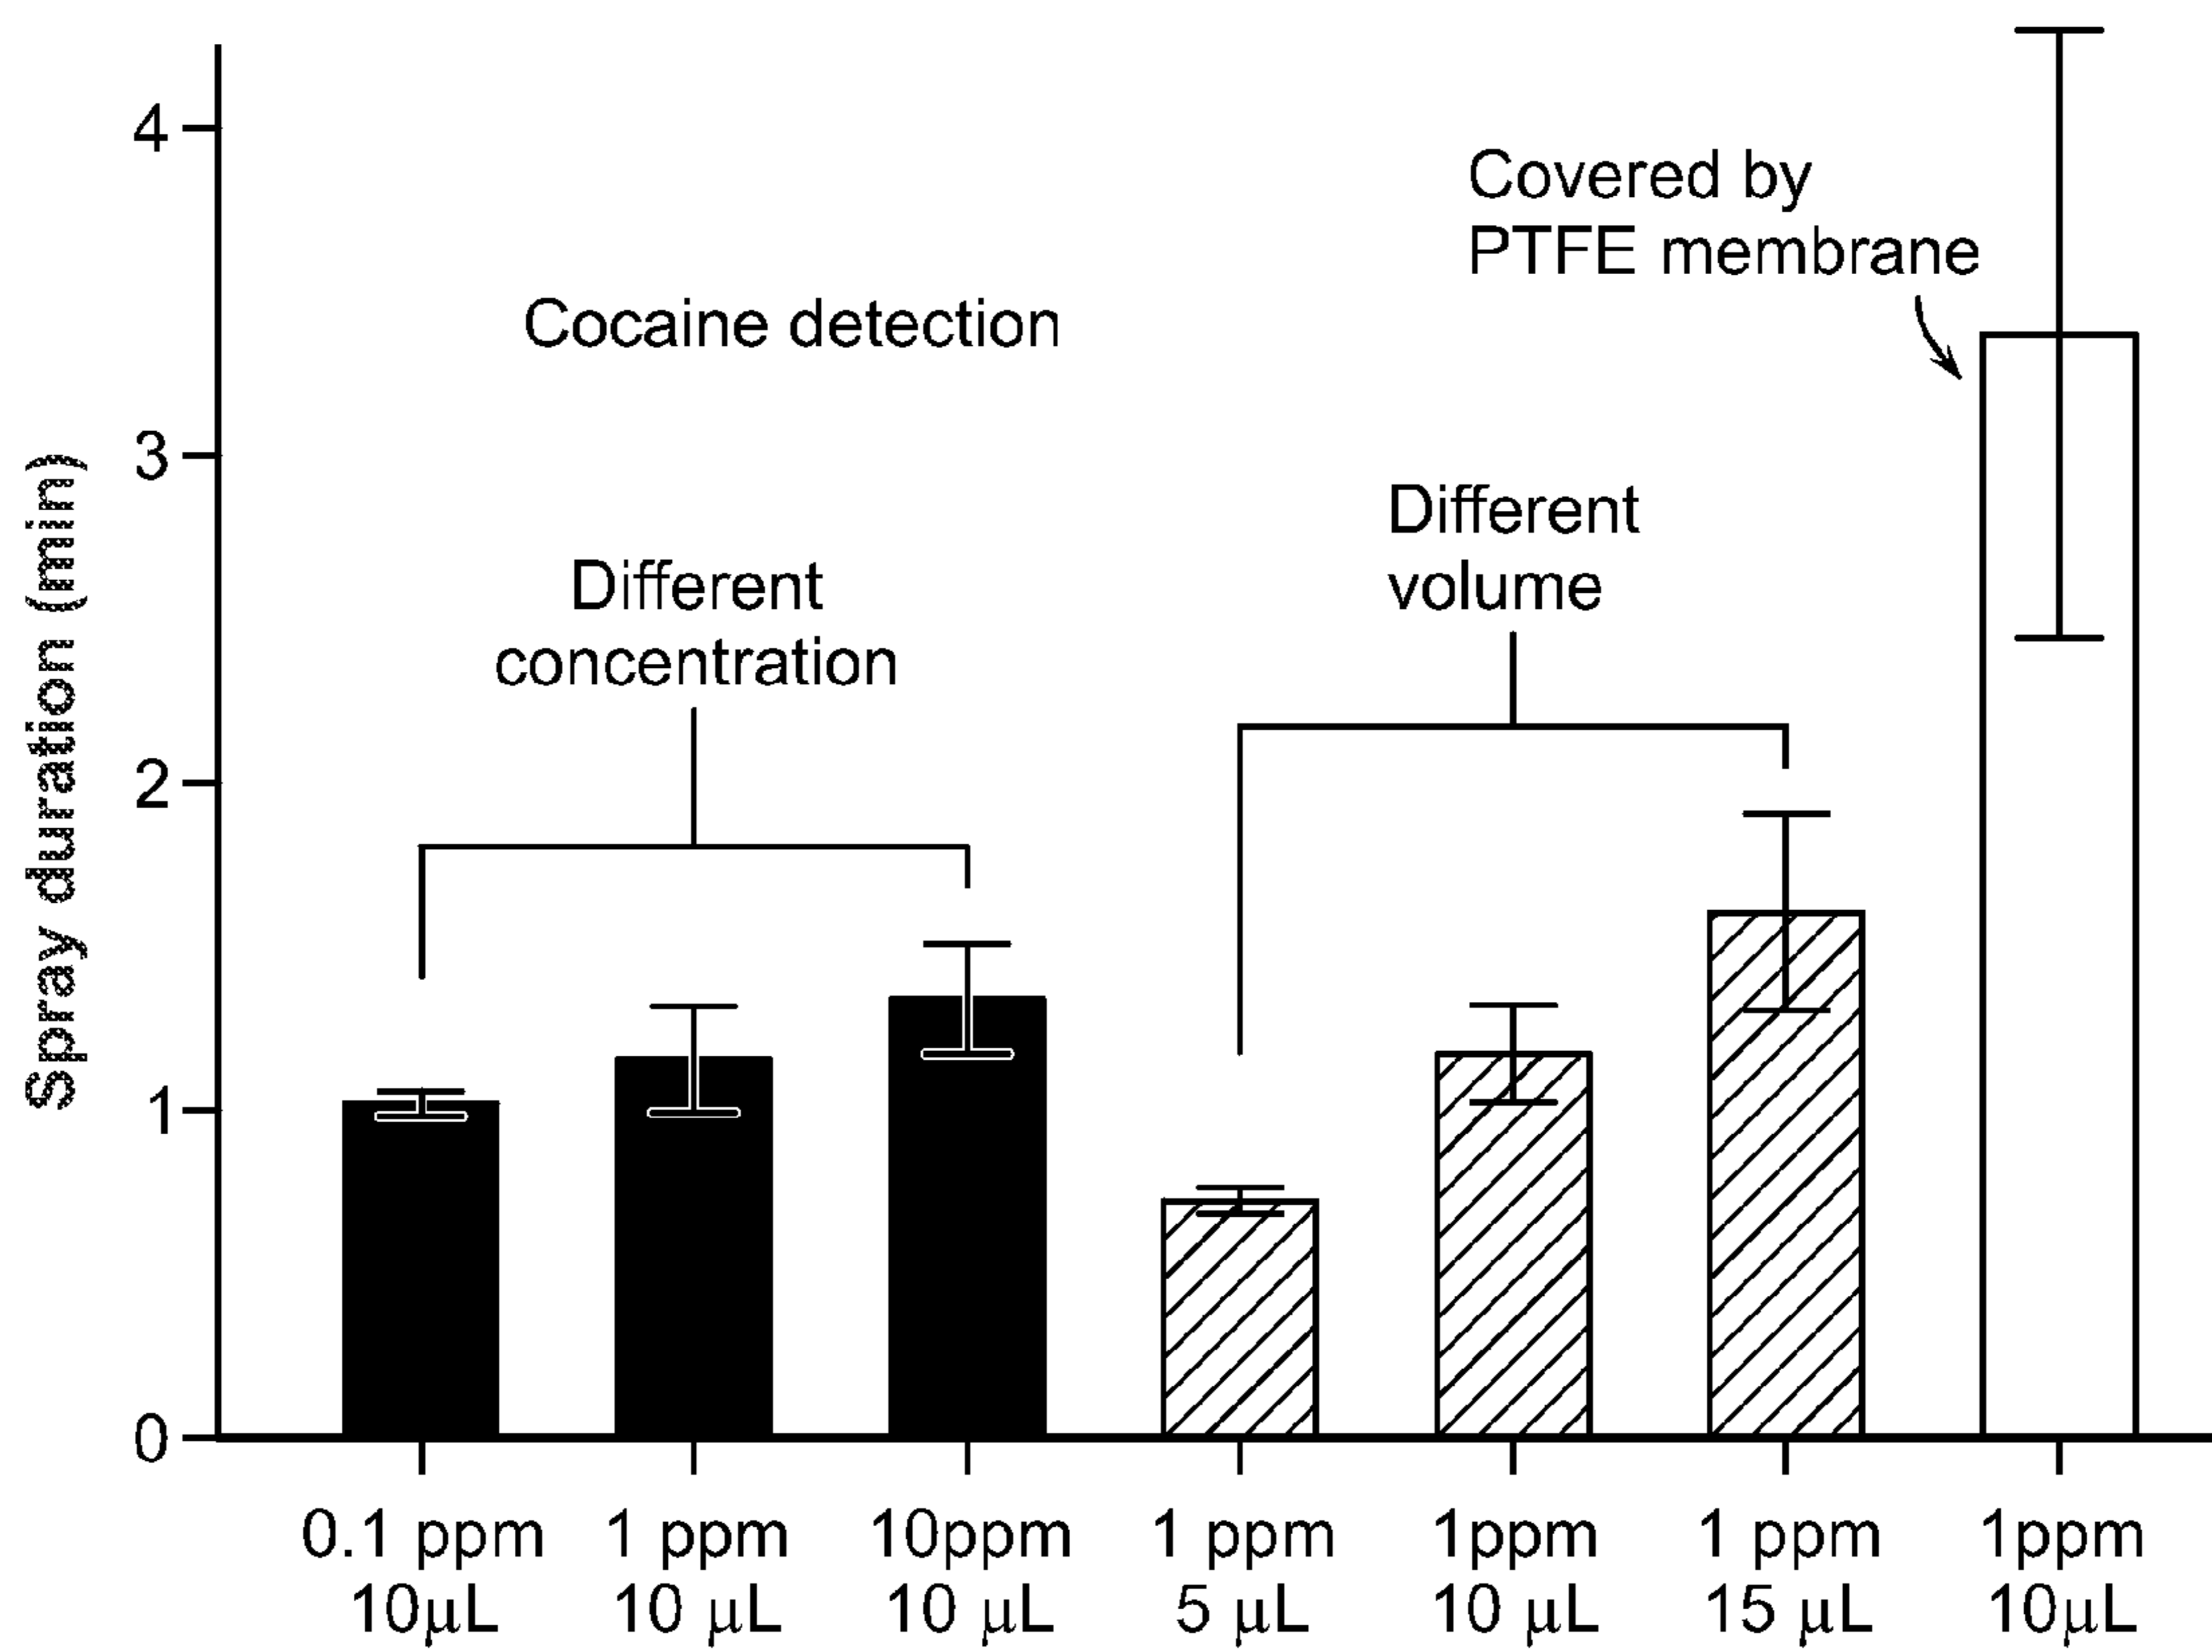 Spray duration (min)
4
3
2
1
0
Cocaine detection
Different
concentration
Different
volume
Covered by
PTFE membrane
0.1 ppm
10μL
1 ppm
10 μL
10ppm
10 μL
1 ppm
5 μL
1ppm
10 μL
1 ppm
15 μL
1ppm
10μL